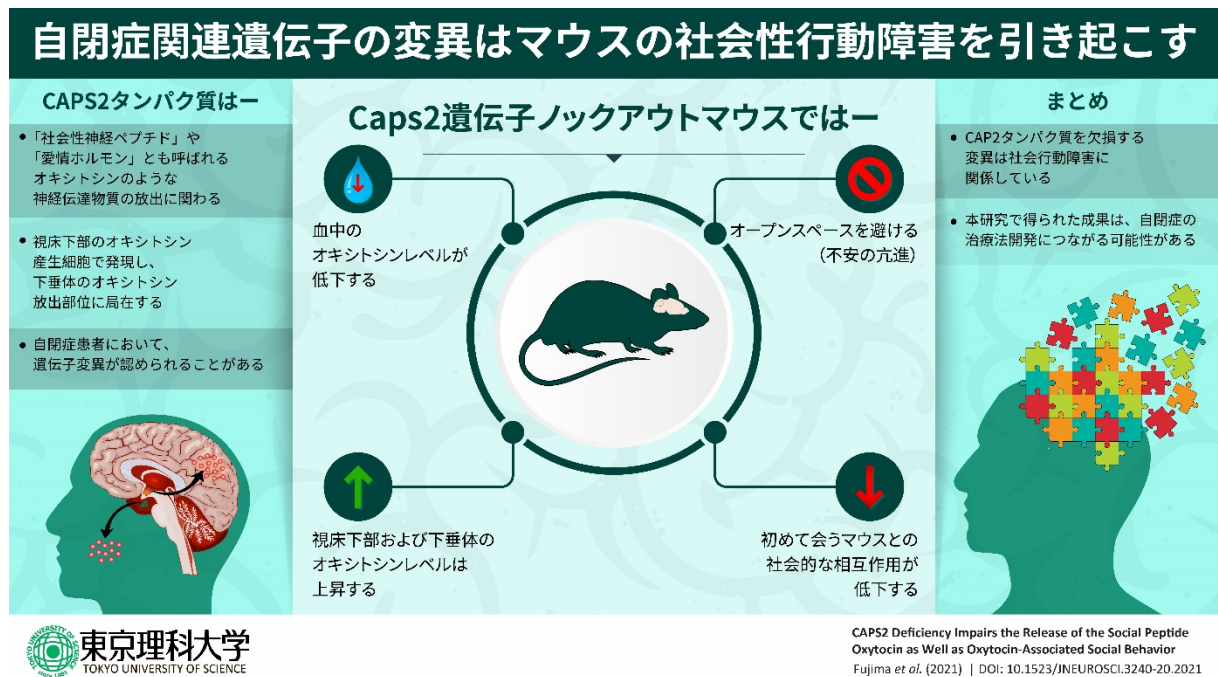 自閉症関連遺伝子の変異はマウスの社会性行動障害を引き起こす
CAPS2タンパク質はー
• 「社会性神経ペプチド」や
「愛情ホルモン」とも呼ばれる
オキシトシンのような
神経伝達物質の放出に関わる
• 視床下部のオキシトシン
産生細胞で発現し、
下垂体のオキシトシン
放出部位に局在する
• 自閉症患者において、
遺伝子変異が認められることがある
Caps2遺伝子ノックアウトマウスではー
血中の
オキシトシンレベルが
低下する
オープンスペースを避ける
（不安の亢進）
視床下部および下垂体の
オキシトシンレベルは
上昇する
初めて会うマウスとの
社会的な相互作用が
低下する
まとめ
• CAP2タンパク質を欠損する
変異は社会行動障害に
関係している
• 本研究で得られた成果は、自閉症の
治療法開発につながる可能性がある
TOKYO UNIVERSITY OF SCIENCE
since 1881
東京理科大学
TOKYO UNIVERSITY OF SCIENCE
CAPS2 Deficiency Impairs the Release of the Social Peptide
Oxytocin as Well as Oxytocin-Associated Social Behavior
Fujima et al. (2021) | DOI: 10.1523/JNEUROSCI.3240-20.2021